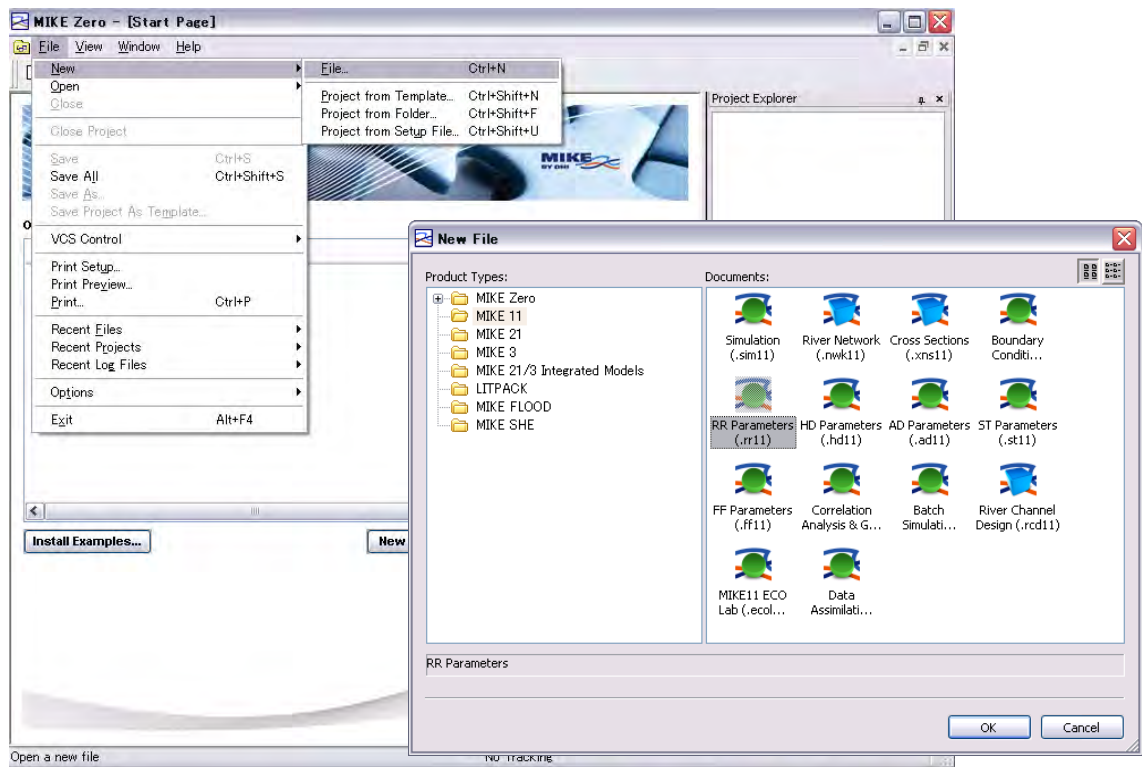 MIKE Zero - [Start Page]
File View Window Help
New
Open
Close
Close Project
Save Ctrl+S
Save All Ctrl+Shift+S
Save As...
Save Project As Template...
VCS Control
Print Setup...
Print Preview...
Print... Ctrl+P
Recent Files
Recent Projects
Recent Log Files
Options
Exit Alt+F4
File... Ctrl+N
Project from Template... Ctrl+Shift+N
Project from Folder... Ctrl+Shift+F
Project from Setup File... Ctrl+Shift+U
MIKE
BY DHI
Project Explorer
Install Examples...
New
Open a new file
No Tracking
New File
Product Types:
MIKE Zero
MIKE 11
MIKE 21
MIKE 3
MIKE 21/3 Integrated Models
LITPACK
MIKE FLOOD
MIKE SHE
Documents:
Simulation
(.sim11)
River Network
(.nwk11)
Cross Sections
(.xns11)
Boundary
Conditi...
RR Parameters
(.rr11)
HD Parameters
(.hd11)
AD Parameters
(.ad11)
ST Parameters
(.st11)
FF Parameters
(.ff11)
Correlation
Analysis & G...
Batch
Simulati...
River Channel
Design (.rcd11)
MIKE11 ECO
Lab (.ecol...
Data
Assimilati...
RR Parameters
OK
Cancel